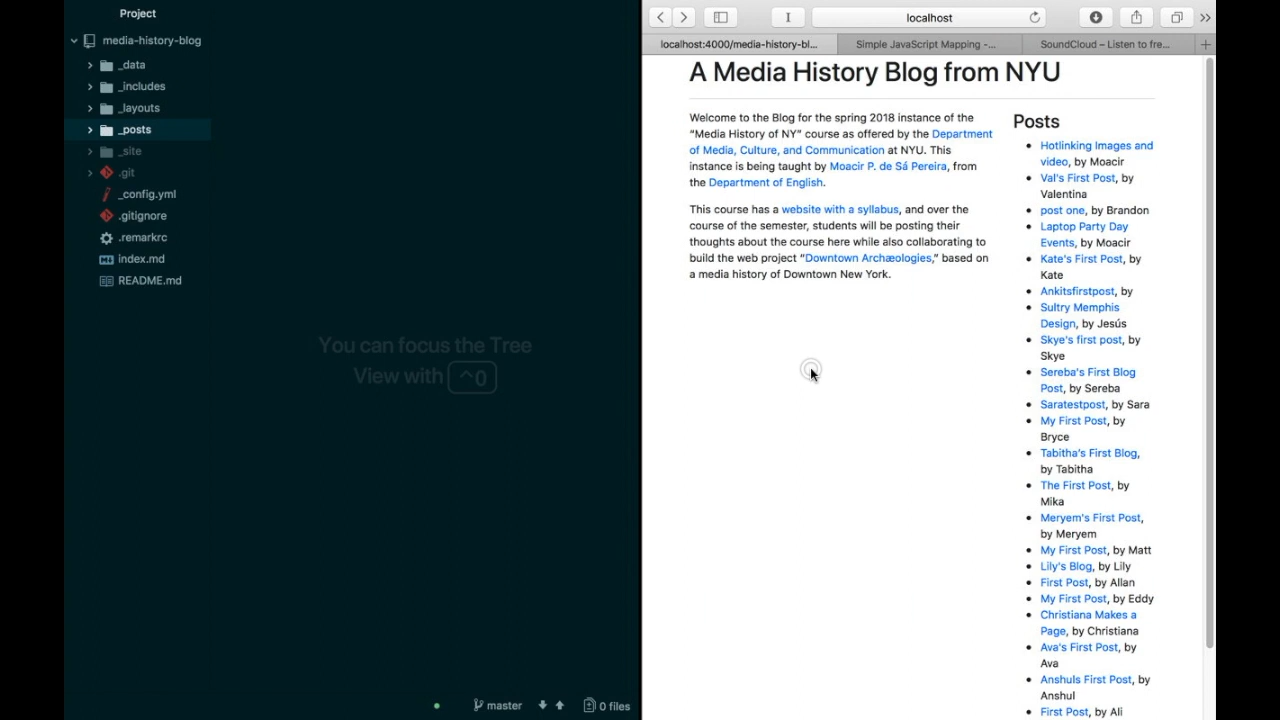 Project
media-history-blog
_data
_includes
_layouts
_posts
_site
.git
_config.yml
.gitignore
.remarkrc
index.md
README.md
You can focus the Tree
View with ^0
master
0 files
localhost
localhost:4000/media-history-bl...
Simple JavaScript Mapping -...
SoundCloud – Listen to fre...
A Media History Blog from NYU
Welcome to the Blog for the spring 2018 instance of the
“Media History of NY” course as offered by the Department
of Media, Culture, and Communication at NYU. This
instance is being taught by Moacir P. de Sá Pereira, from
the Department of English.
This course has a website with a syllabus, and over the
course of the semester, students will be posting their
thoughts about the course here while also collaborating to
build the web project “Downtown Archæologies,” based on
a media history of Downtown New York.
Posts
Hotlinking Images and
video, by Moacir
Val's First Post, by
Valentina
post one, by Brandon
Laptop Party Day
Events, by Moacir
Kate's First Post, by
Kate
Ankitsfirstpost, by
Sultry Memphis
Design, by Jesús
Skye's first post, by
Skye
Sereba's First Blog
Post, by Sereba
Saratestpost, by Sara
My First Post, by
Bryce
Tabitha's First Blog,
by Tabitha
The First Post, by
Mika
Meryem's First Post,
by Meryem
My First Post, by Matt
Lily's Blog, by Lily
First Post, by Allan
My First Post, by Eddy
Christiana Makes a
Page, by Christiana
Ava's First Post, by
Ava
Anshuls First Post, by
Anshul
First Post, by Ali